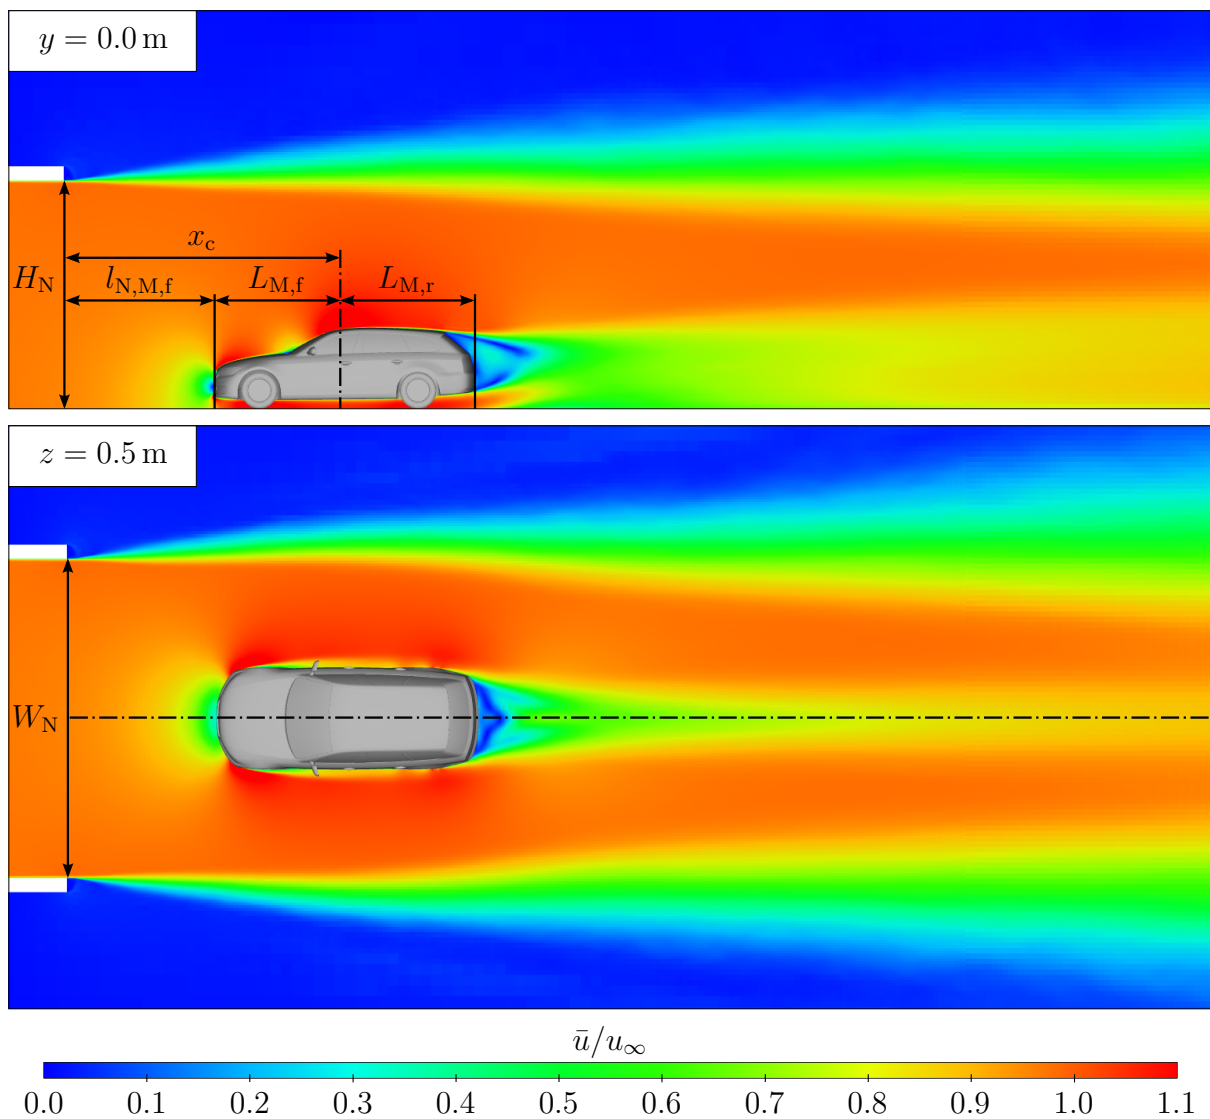 y = 0.0 m
x_c
H_N
l_N,M,f
L_M,f
L_M,r
z = 0.5 m
W_N
ū/u_∞
0.0 0.1 0.2 0.3 0.4 0.5 0.6 0.7 0.8 0.9 1.0 1.1